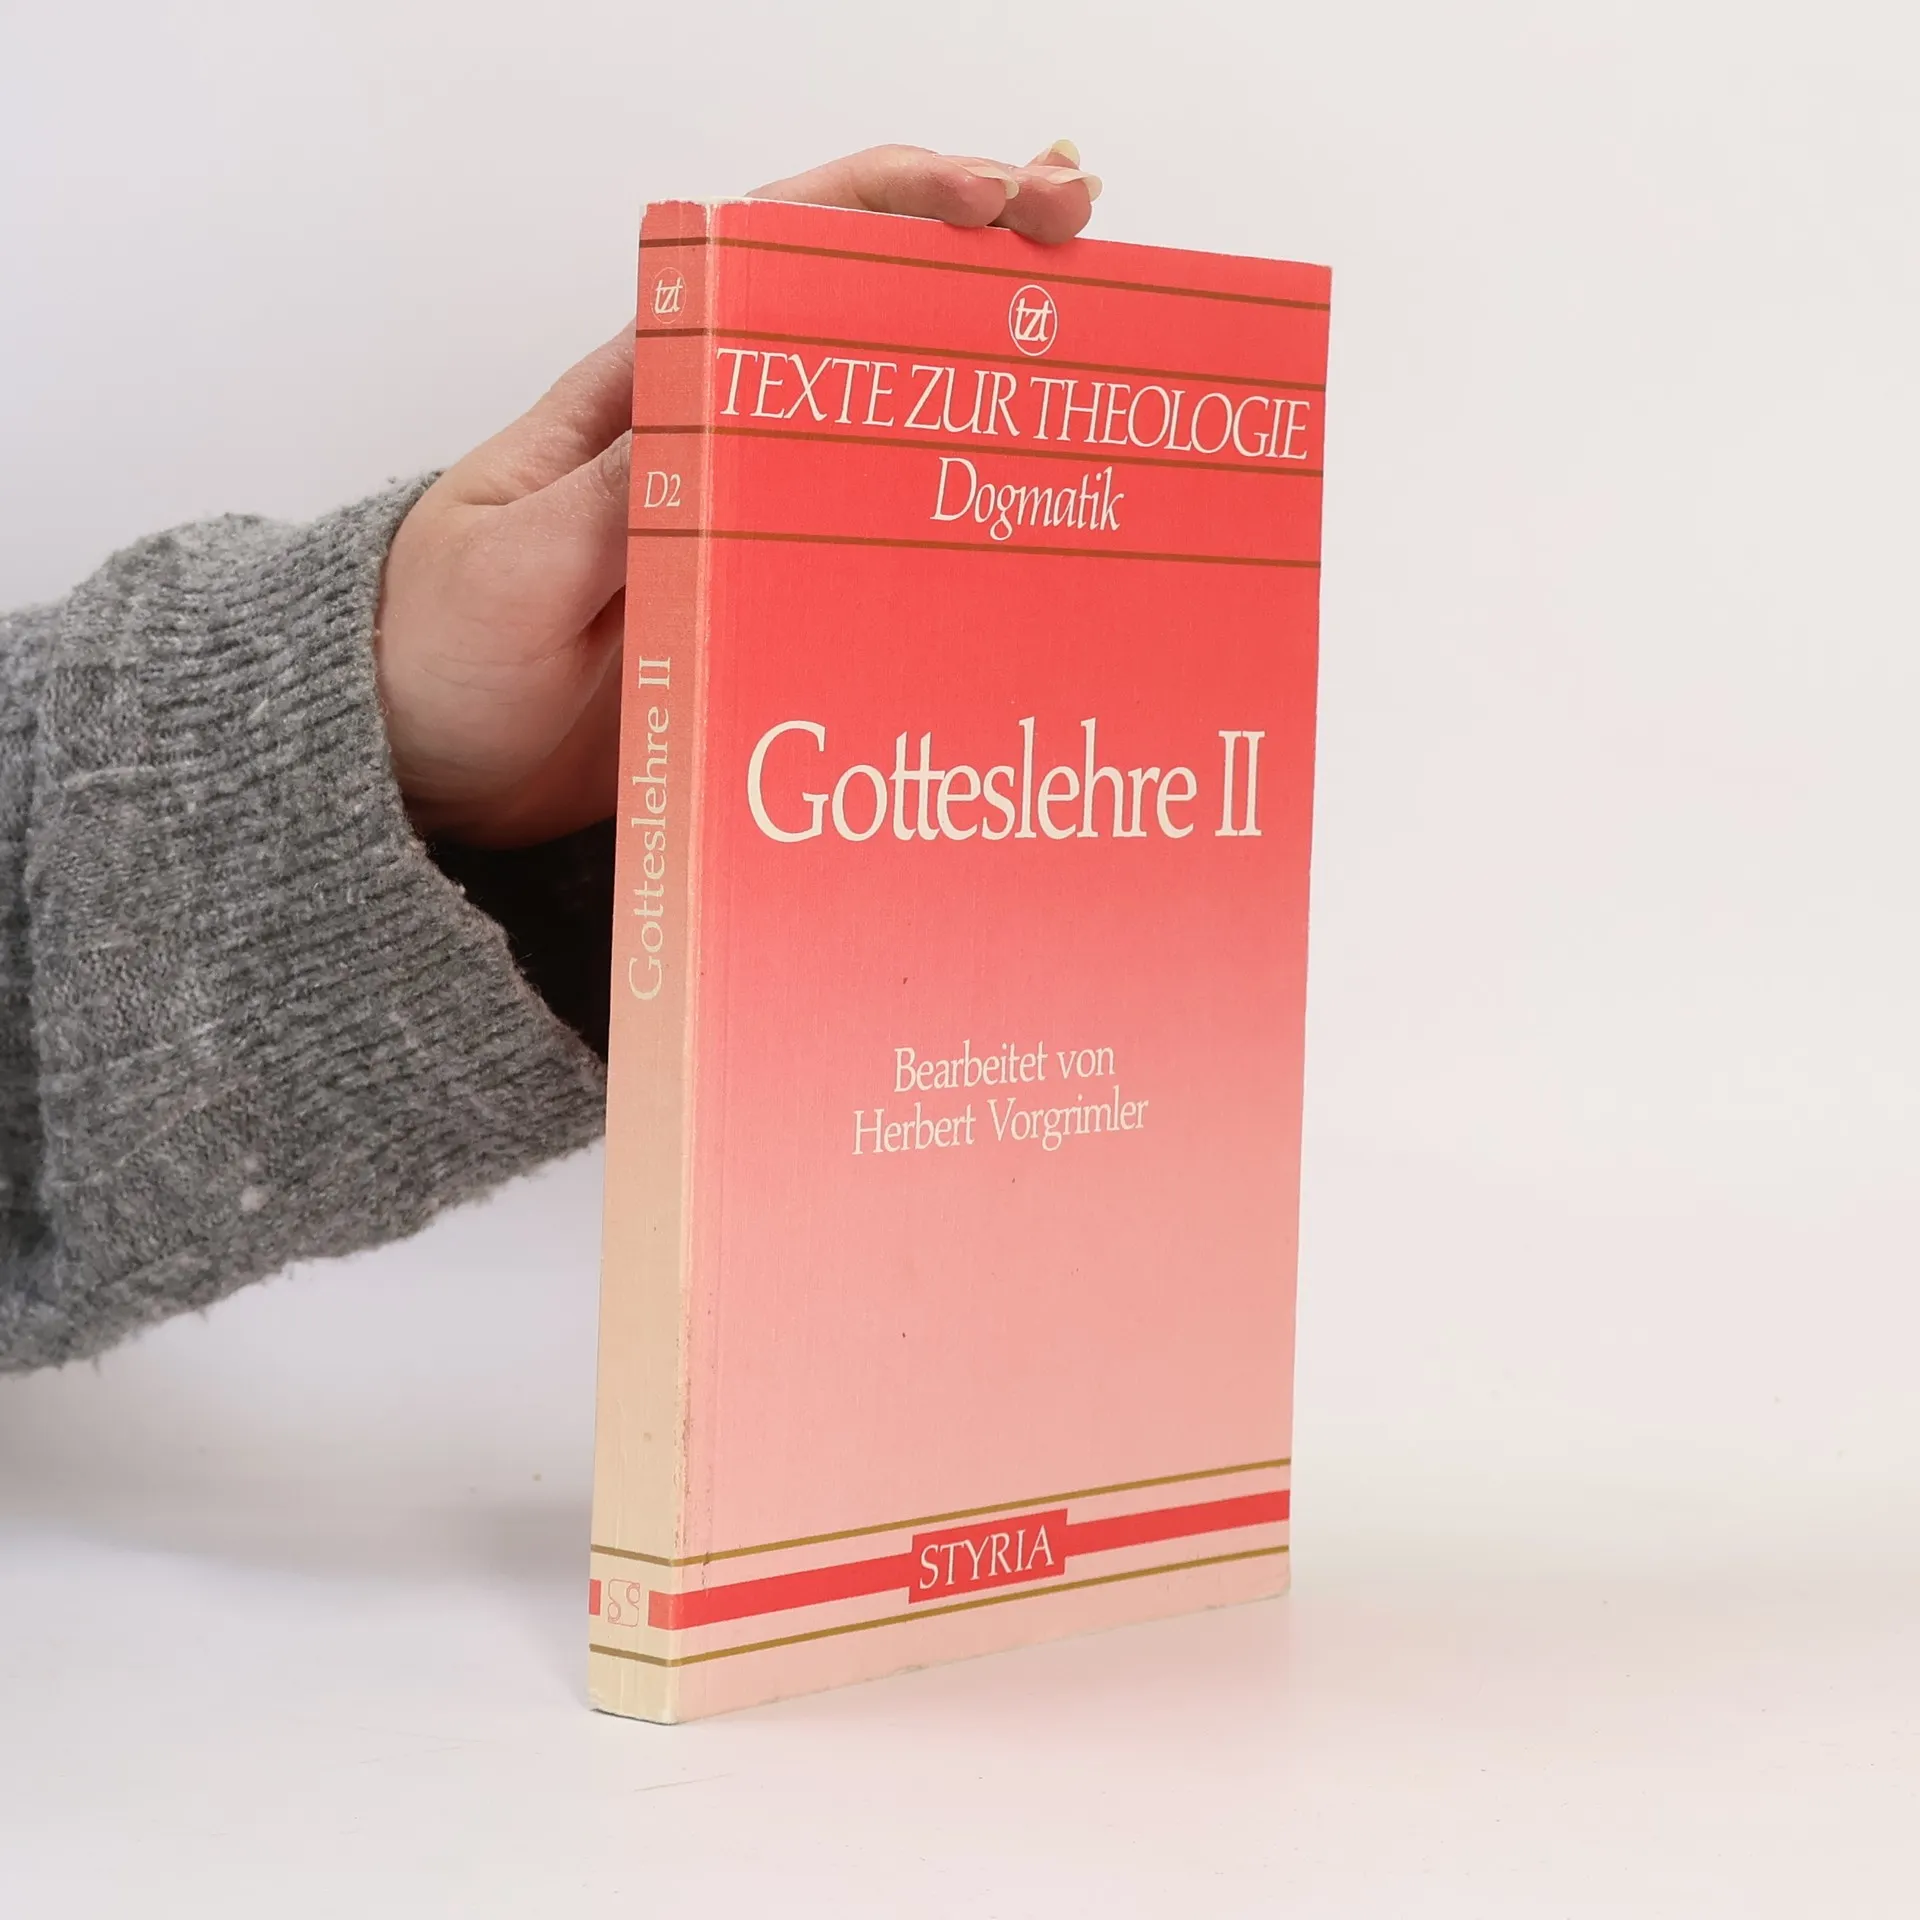 tzt
D2
Gotteslehre II
tzt
TEXTE ZUR THEOLOGIE
Dogmatik
Gotteslehre II
Bearbeitet von
Herbert Vorgrimler
STYRIA